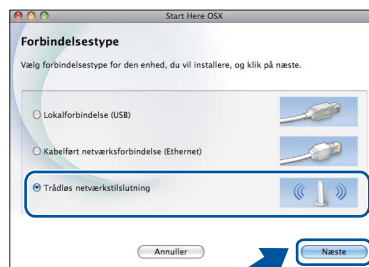 Start Here OSX
Forbindelsestype
Vælg forbindelsestype for den enhed, du vil installere, og klik på næste.
Lokalforbindelse (USB)
Kabelført netværksforbindelse (Ethernet)
Trådløs netværkstilslutning
Annuller
Næste